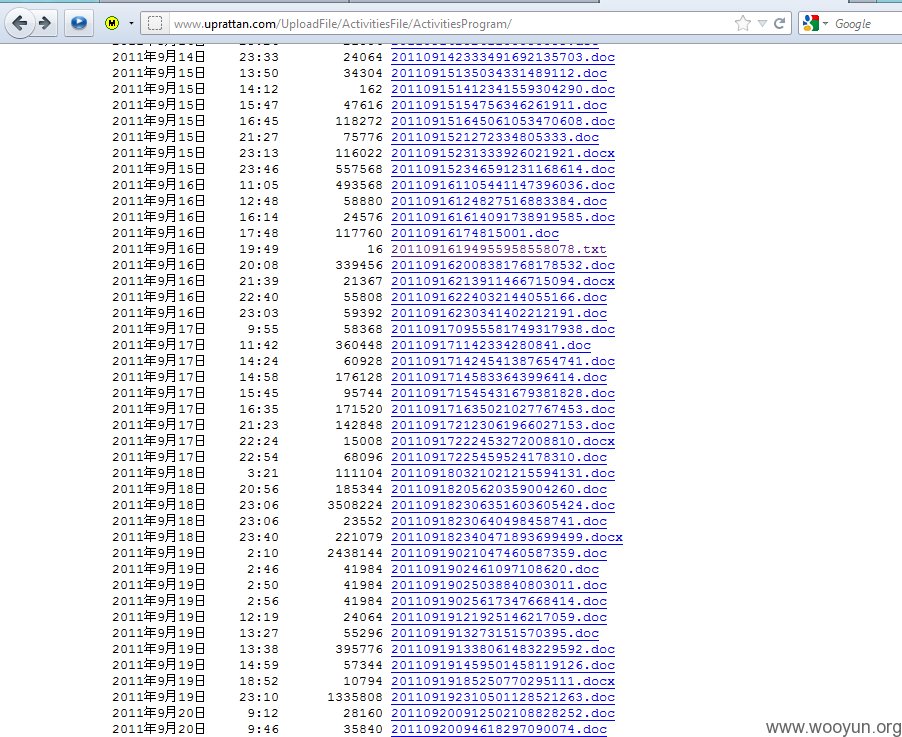 www.uprattan.com/UploadFile/ActivitiesFile/ActivitiesProgram/
Google
2011年9月14日 23:33 24064 201109142333491692135703.doc
2011年9月15日 13:50 34304 20110915135034331489112.doc
2011年9月15日 14:12 162 201109151412341559304290.doc
2011年9月15日 15:47 47616 20110915154756346261911.doc
2011年9月15日 16:45 118272 201109151645061053470608.doc
2011年9月15日 21:27 75776 2011091521272334805333.doc
2011年9月15日 23:13 116022 20110915231333926021921.docx
2011年9月15日 23:46 557568 201109152346591231168614.doc
2011年9月16日 11:05 493568 201109161105441147396036.doc
2011年9月16日 12:48 58880 20110916124827516883384.doc
2011年9月16日 16:14 24576 201109161614091738919585.doc
2011年9月16日 17:48 117760 20110916174815001.doc
2011年9月16日 19:49 16 20110916194955958558078.txt
2011年9月16日 20:08 339456 201109162008381768178532.doc
2011年9月16日 21:39 21367 201109162139114667​15094.docx
2011年9月16日 22:40 55808 20110916224032144055166.doc
2011年9月16日 23:03 59392 20110916230341402212191.doc
2011年9月17日 9:55 58368 201109170955581749317938.doc
2011年9月17日 11:42 360448 201109171142334280841.doc
2011年9月17日 14:24 60928 201109171424541387654741.doc
2011年9月17日 14:58 176128 20110917145833643996414.doc
2011年9月17日 15:45 95744 201109171545431679381828.doc
2011年9月17日 16:35 171520 201109171635021027767453.doc
2011年9月17日 21:23 142848 201109172123061966027153.doc
2011年9月17日 22:24 15008 201109172224532720​08810.docx
2011年9月17日 22:54 68096 20110917225459524178310.doc
2011年9月18日 3:21 111104 201109180321021215594131.doc
2011年9月18日 20:56 185344 20110918205620359004260.doc
2011年9月18日 23:06 3508224 201109182306351603605424.doc
2011年9月18日 23:06 23552 20110918230640498458741.doc
2011年9月18日 23:40 221079 201109182340471893699499.docx
2011年9月19日 2:10 2438144 20110919021047460587359.doc
2011年9月19日 2:46 41984 2011091902461097108620.doc
2011年9月19日 2:50 41984 20110919025038840803011.doc
2011年9月19日 2:56 41984 20110919025617347668414.doc
2011年9月19日 12:19 24064 20110919121925146217059.doc
2011年9月19日 13:27 55296 2011091913273151570395.doc
2011年9月19日 13:38 395776 201109191338061483229592.doc
2011年9月19日 14:59 57344 201109191459501458119126.doc
2011年9月19日 18:52 10794 20110919185250770295111.docx
2011年9月19日 23:10 1335808 201109192310501128521263.doc
2011年9月20日 9:12 28160 201109200912502108828252.doc
2011年9月20日 9:46 35840 20110920094618297090074.doc
www.wooyun.org